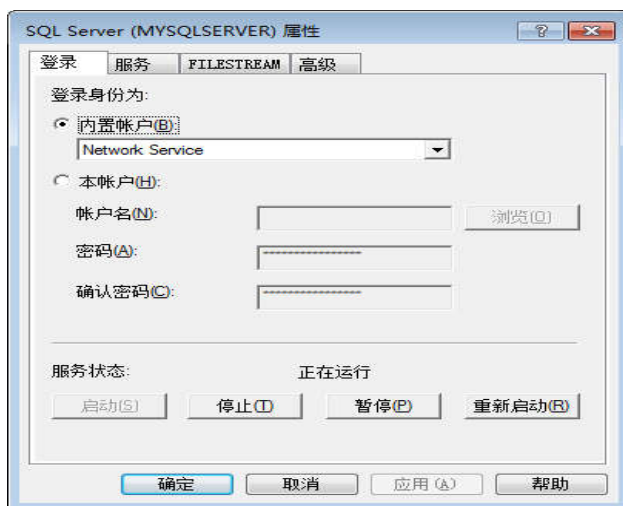 SQL Server (MYSQLSERVER) 属性
登录 服务 FILESTREAM 高级
登录身份为:
内置帐户(B):
Network Service
本帐户(H):
帐户名(N): 浏览(O)
密码(A): ***************
确认密码(C): ***************
服务状态: 正在运行
启动(S) 停止(T) 暂停(P) 重新启动(R)
确定 取消 应用(A) 帮助